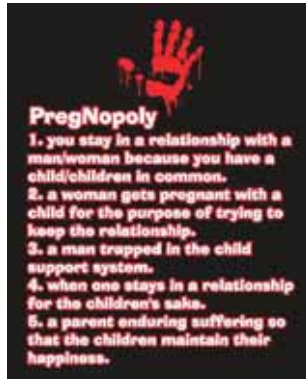 PregNopoly
1. you stay in a relationship with a
man/woman because you have a
child/children in common.
2. a woman gets pregnant with a
child for the purpose of trying to
keep the relationship.
3. a man trapped in the child
support system.
4. when one stays in a relationship
for the children's sake.
5. a parent enduring suffering so
that the children maintain their
happiness.